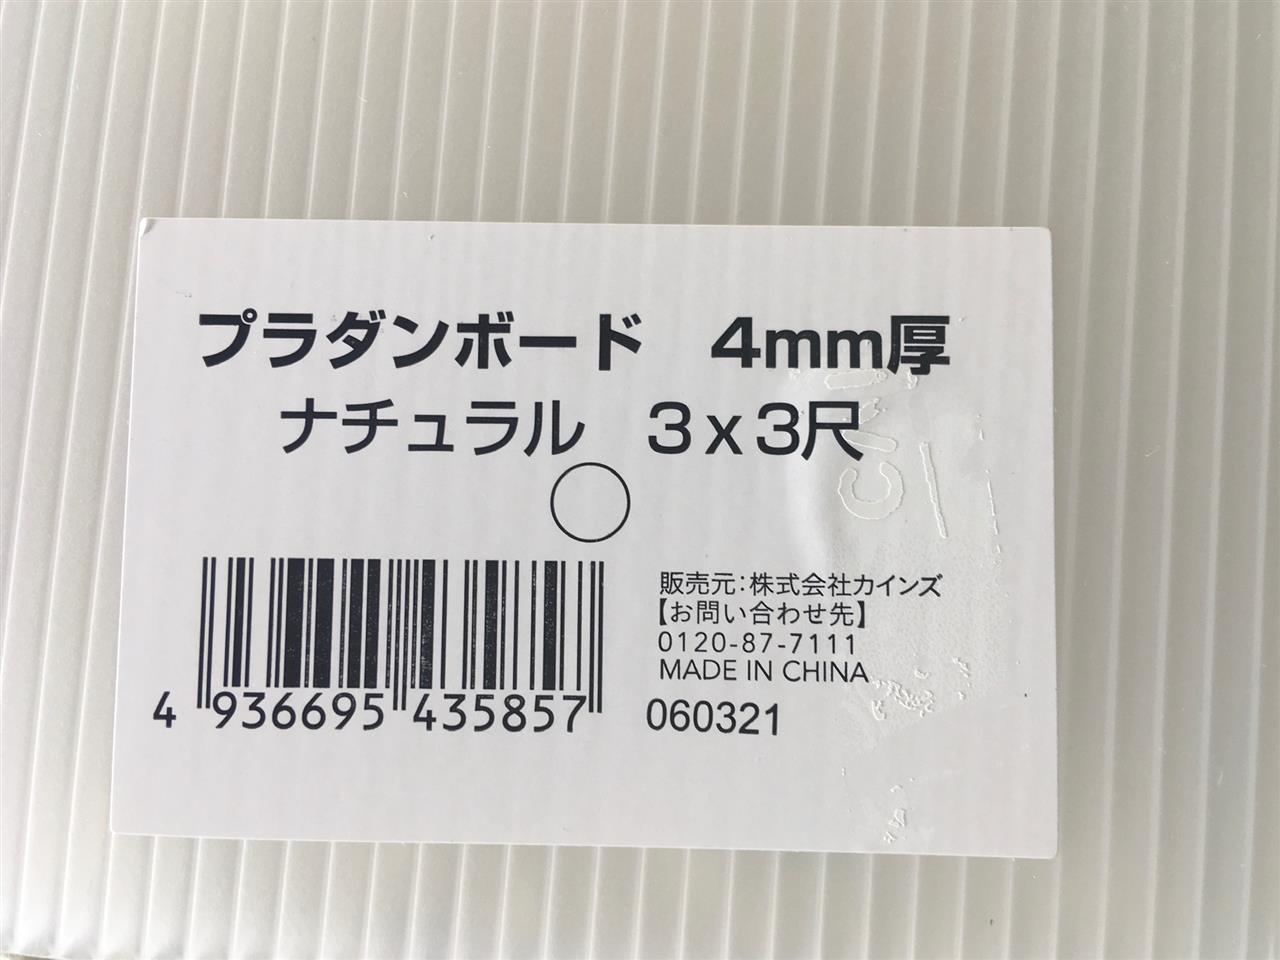 プラダンボード 4mm厚
ナチュラル 3x3尺
販売元:株式会社カインズ
【お問い合わせ先】
0120-87-7111
MADE IN CHINA
4 936695 435857
060321